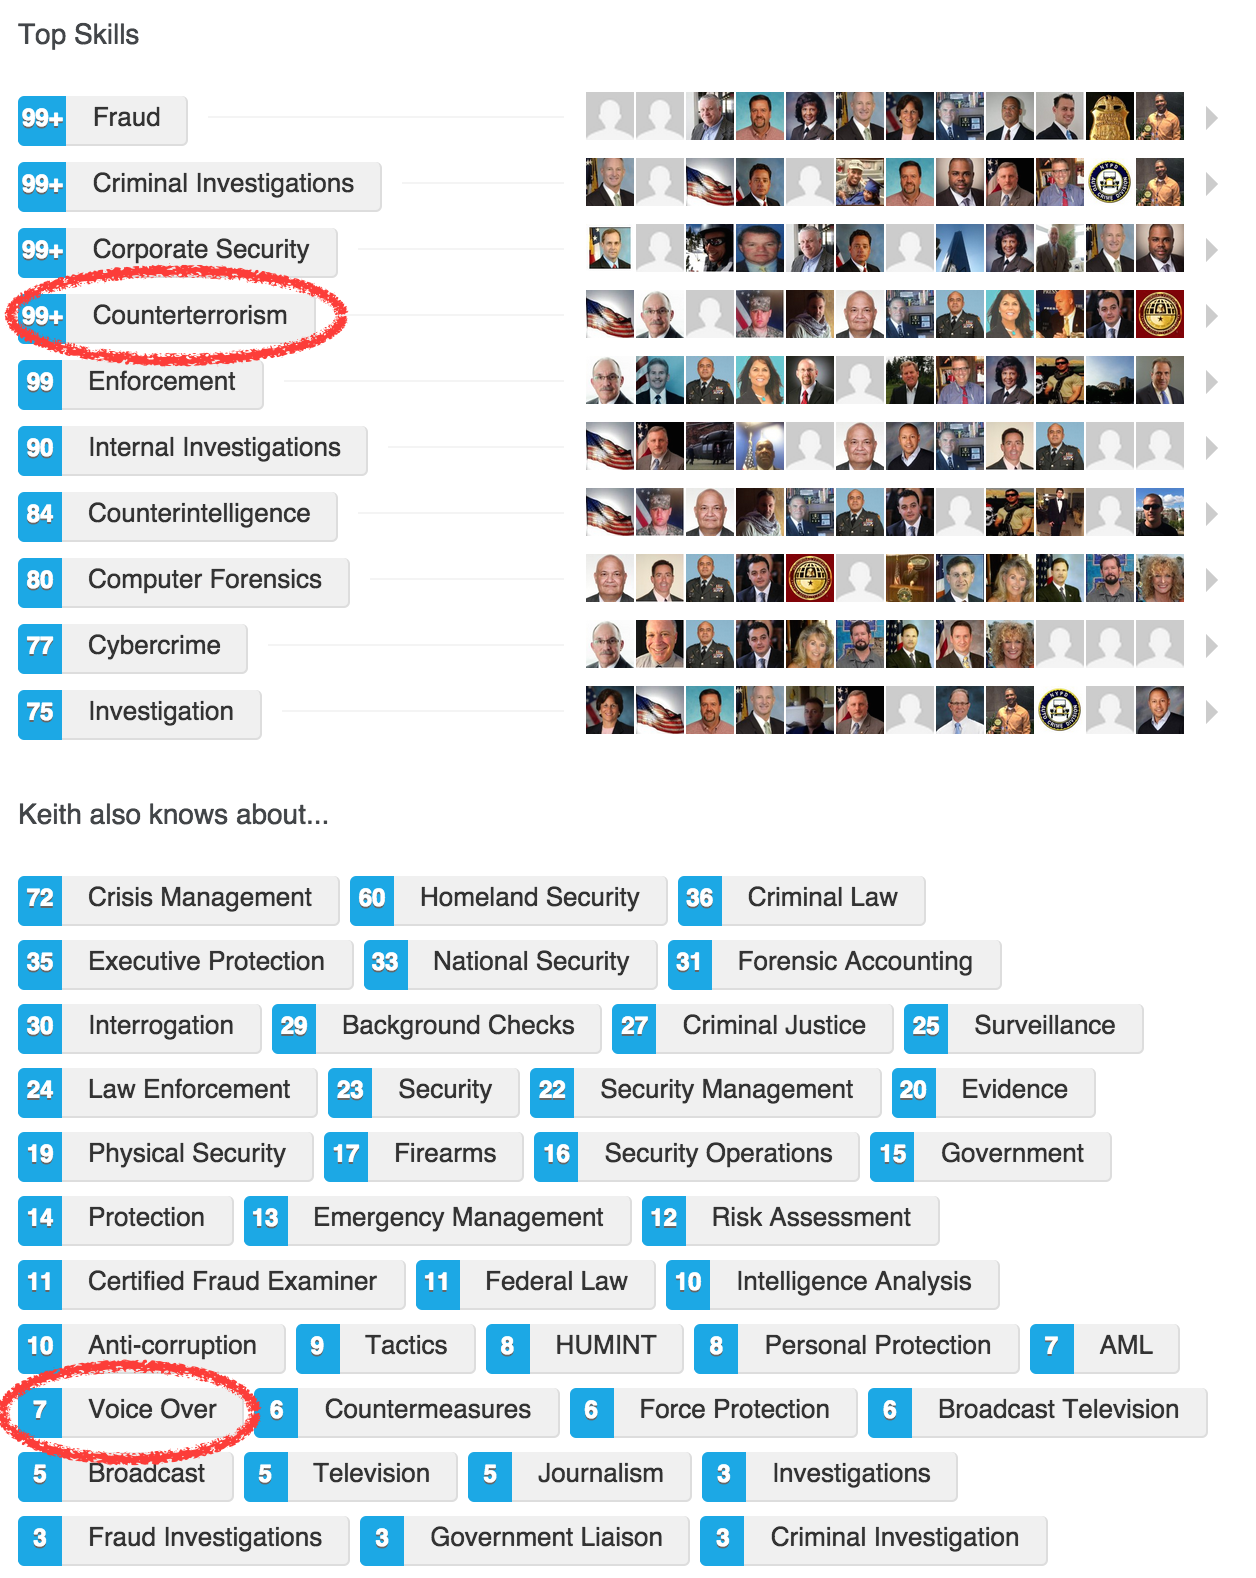 Top Skills
99+ Fraud
99+ Criminal Investigations
99+ Corporate Security
99+ Counterterrorism
99 Enforcement
90 Internal Investigations
84 Counterintelligence
80 Computer Forensics
77 Cybercrime
75 Investigation
Keith also knows about...
72 Crisis Management 60 Homeland Security 36 Criminal Law
35 Executive Protection 33 National Security 31 Forensic Accounting
30 Interrogation 29 Background Checks 27 Criminal Justice 25 Surveillance
24 Law Enforcement 23 Security 22 Security Management 20 Evidence
19 Physical Security 17 Firearms 16 Security Operations 15 Government
14 Protection 13 Emergency Management 12 Risk Assessment
11 Certified Fraud Examiner 11 Federal Law 10 Intelligence Analysis
10 Anti-corruption 9 Tactics 8 HUMINT 8 Personal Protection 7 AML
7 Voice Over 6 Countermeasures 6 Force Protection 6 Broadcast Television
5 Broadcast 5 Television 5 Journalism 3 Investigations
3 Fraud Investigations 3 Government Liaison 3 Criminal Investigation